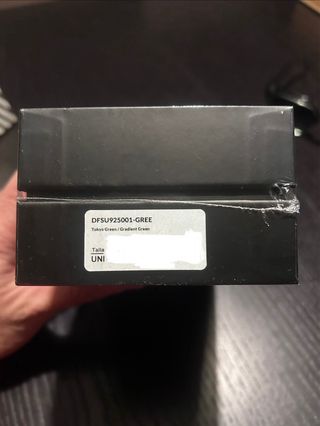 DFSU925001-GREE
Tokyo Green / Gradient Green
Talla
UNI